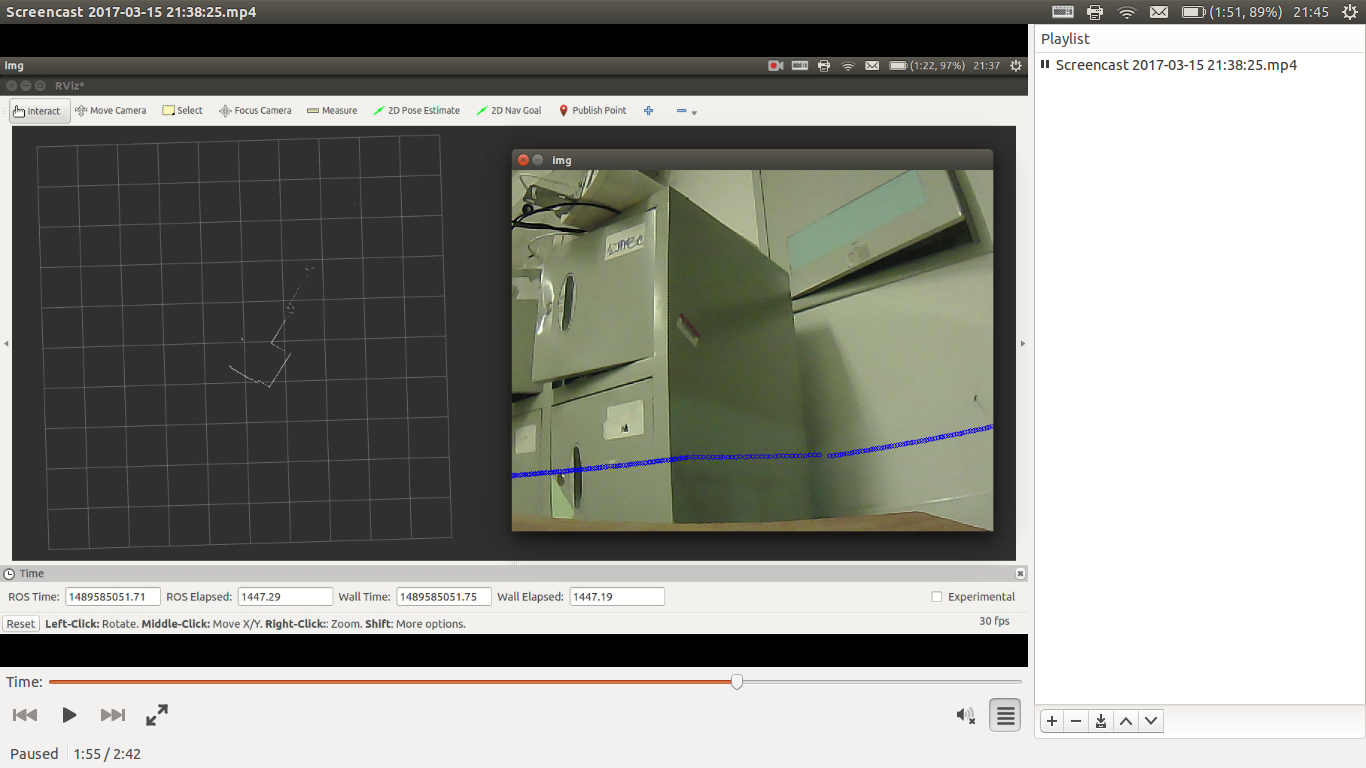 Screencast 2017-03-15 21:38:25.mp4
(1:51, 89%) 21:45
Playlist
Screencast 2017-03-15 21:38:25.mp4
img
(1:22, 97%) 21:37
RViz*
Interact Move Camera Select Focus Camera Measure 2D Pose Estimate 2D Nav Goal Publish Point
img
Time
ROS Time: 1489585051.71 ROS Elapsed: 1447.29 Wall Time: 1489585051.75 Wall Elapsed: 1447.19 Experimental
Reset Left-Click: Rotate. Middle-Click: Move X/Y. Right-Click:: Zoom. Shift: More options. 30 fps
Time:
Paused 1:55 / 2:42